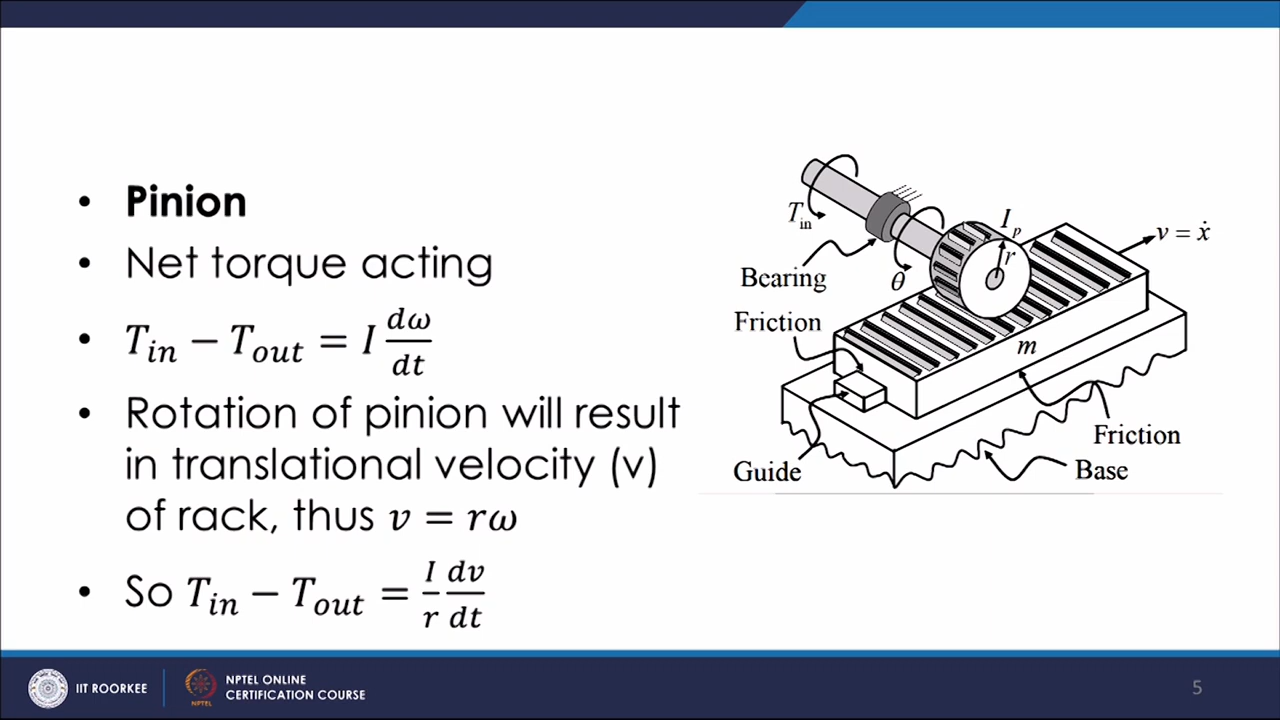 • Pinion
• Net torque acting
• T_in − T_out = I dω/dt
• Rotation of pinion will result
in translational velocity (v)
of rack, thus v = rω
• So T_in − T_out = I/r dv/dt
T_in
I_p
r
v = ẋ
Bearing
θ
Friction
m
Friction
Guide
Base
IIT ROORKEE
NPTEL
NPTEL ONLINE
CERTIFICATION COURSE
5